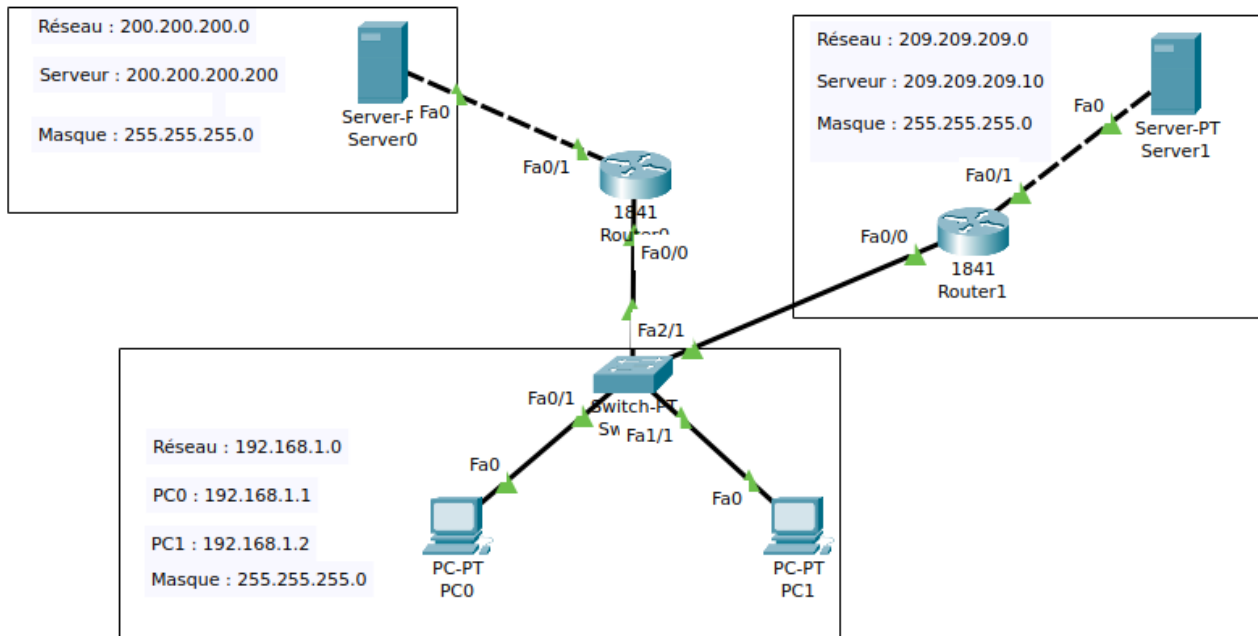 Réseau : 200.200.200.0
Serveur : 200.200.200.200
Masque : 255.255.255.0
Fa0
Server0
Fa0/1
1841
Fa0/0
Réseau : 209.209.209.0
Serveur : 209.209.209.10
Masque : 255.255.255.0
Fa0
Server-PT
Server1
Fa0/1
Fa0/0
1841
Router1
Fa2/1
Fa0/1
Switch-PT
Fa1/1
Réseau : 192.168.1.0
PC0 : 192.168.1.1
PC1 : 192.168.1.2
Masque : 255.255.255.0
Fa0
PC-PT
PC0
Fa0
PC-PT
PC1